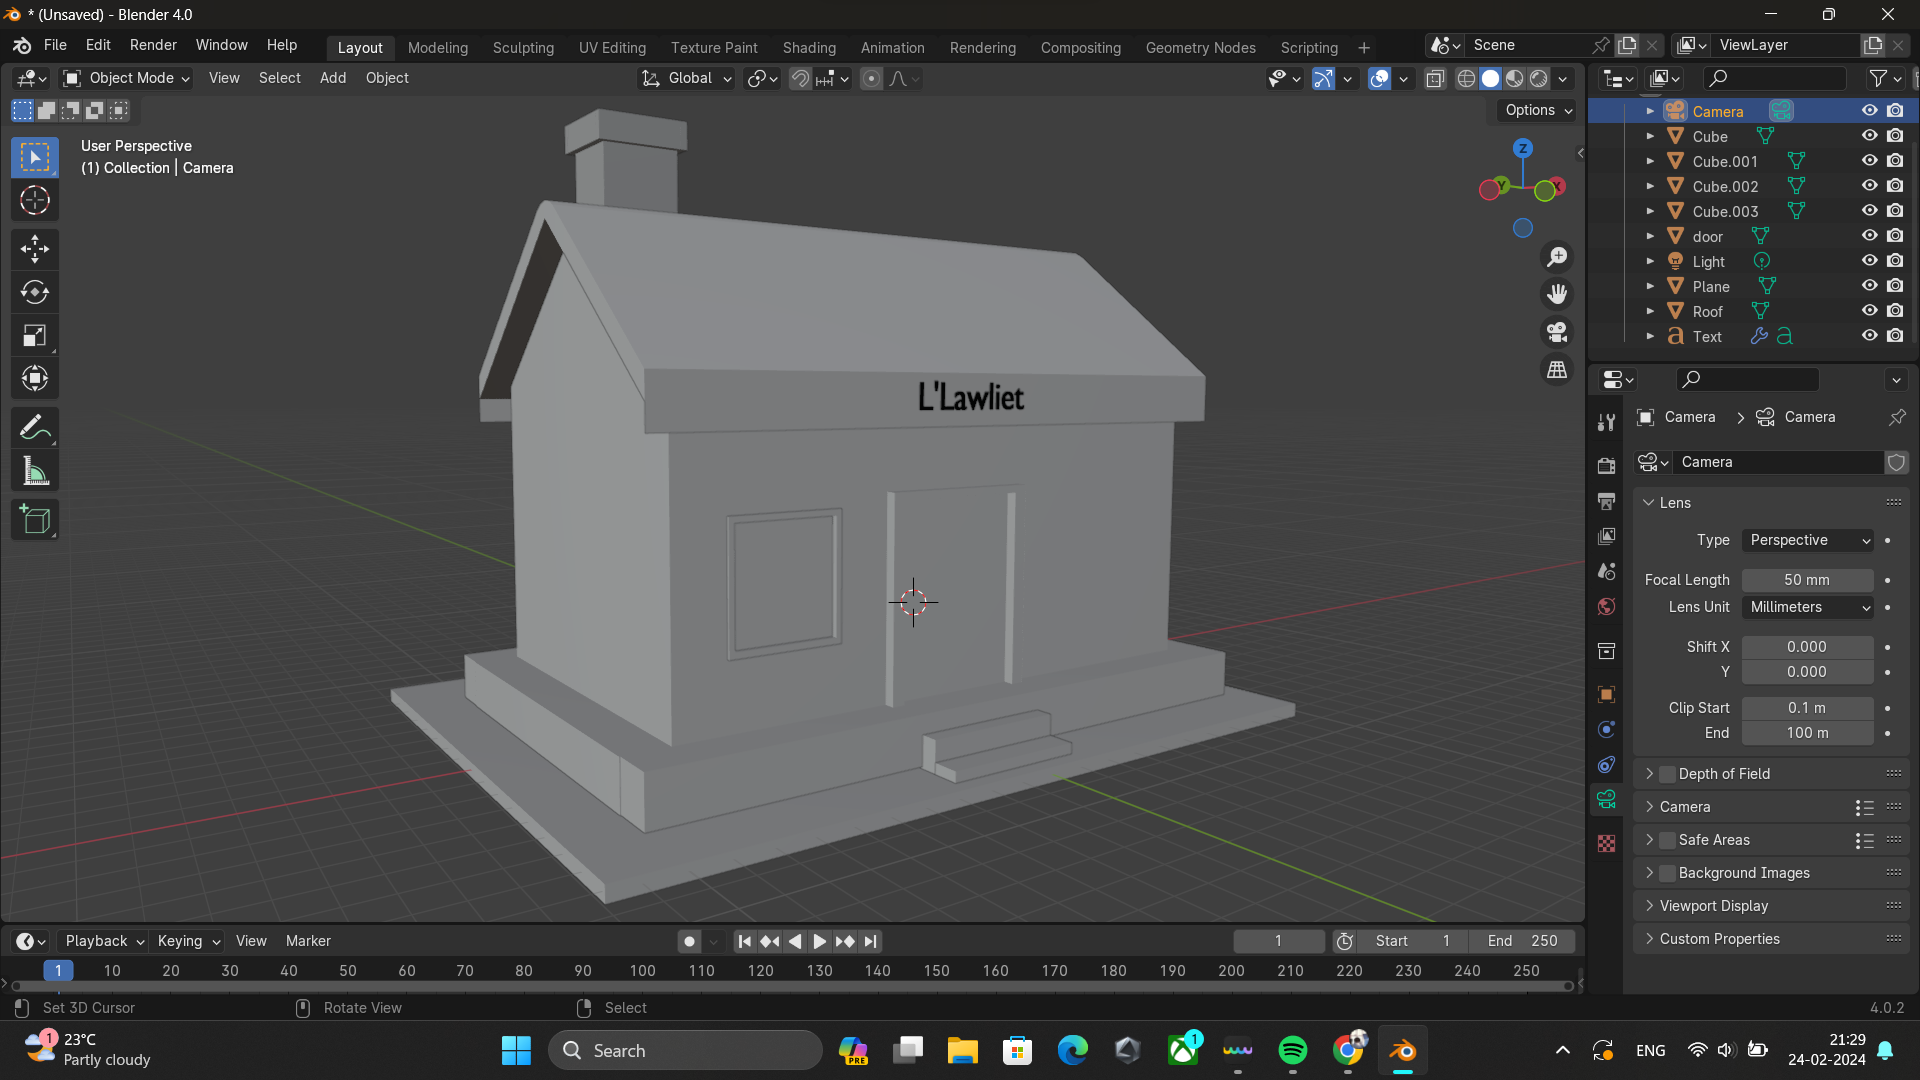 * (Unsaved) - Blender 4.0
File Edit Render Window Help
Layout Modeling Sculpting UV Editing Texture Paint Shading Animation Rendering Compositing Geometry Nodes Scripting +
Scene
ViewLayer
Object Mode View Select Add Object
Global
Options
User Perspective
(1) Collection | Camera
Z
Y
X
L'Lawliet
Camera
Cube
Cube.001
Cube.002
Cube.003
door
Light
Plane
Roof
Text
Camera > Camera
Camera
Lens
Type Perspective
Focal Length 50 mm
Lens Unit Millimeters
Shift X 0.000
Y 0.000
Clip Start 0.1 m
End 100 m
Depth of Field
Camera
Safe Areas
Background Images
Viewport Display
Custom Properties
Playback Keying View Marker
1
Start 1
End 250
1 10 20 30 40 50 60 70 80 90 100 110 120 130 140 150 160 170 180 190 200 210 220 230 240 250
Set 3D Cursor
Rotate View
Select
4.0.2
1
23°C
Partly cloudy
Search
PRE
1
ENG
21:29
24-02-2024